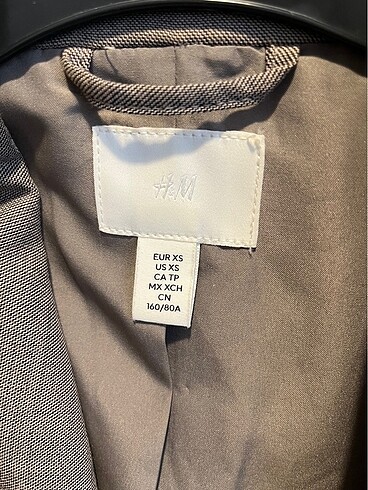 H&M
EUR XS
US XS
CA TP
MX XCH
CN
160/80A